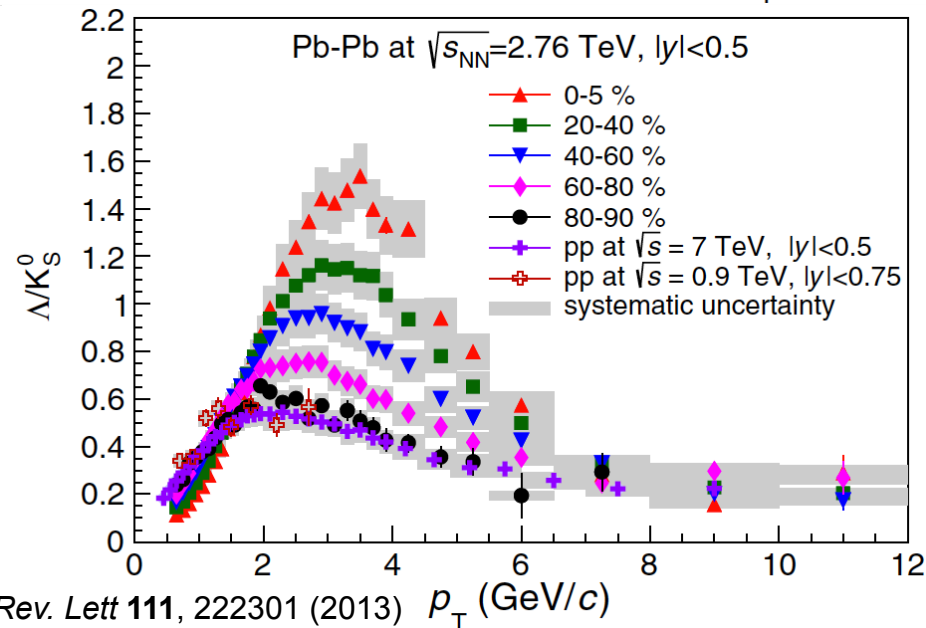 Pb-Pb at √sNN=2.76 TeV, |y|<0.5
0-5 %
20-40 %
40-60 %
60-80 %
80-90 %
pp at √s = 7 TeV, |y|<0.5
pp at √s = 0.9 TeV, |y|<0.75
systematic uncertainty
Λ/K0S
2.2
2
1.8
1.6
1.4
1.2
1
0.8
0.6
0.4
0.2
0
0 2 4 6 8 10 12
pT (GeV/c)
Rev. Lett 111, 222301 (2013)